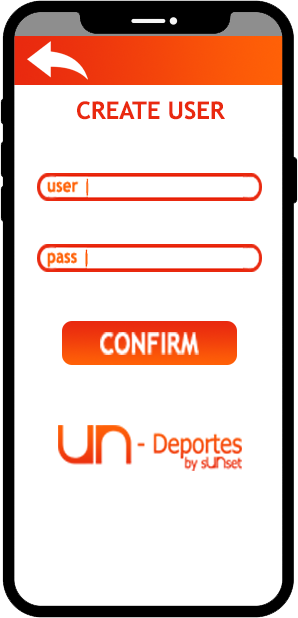 CREATE USER
user
pass
CONFIRM
un - Deportes
by sunset